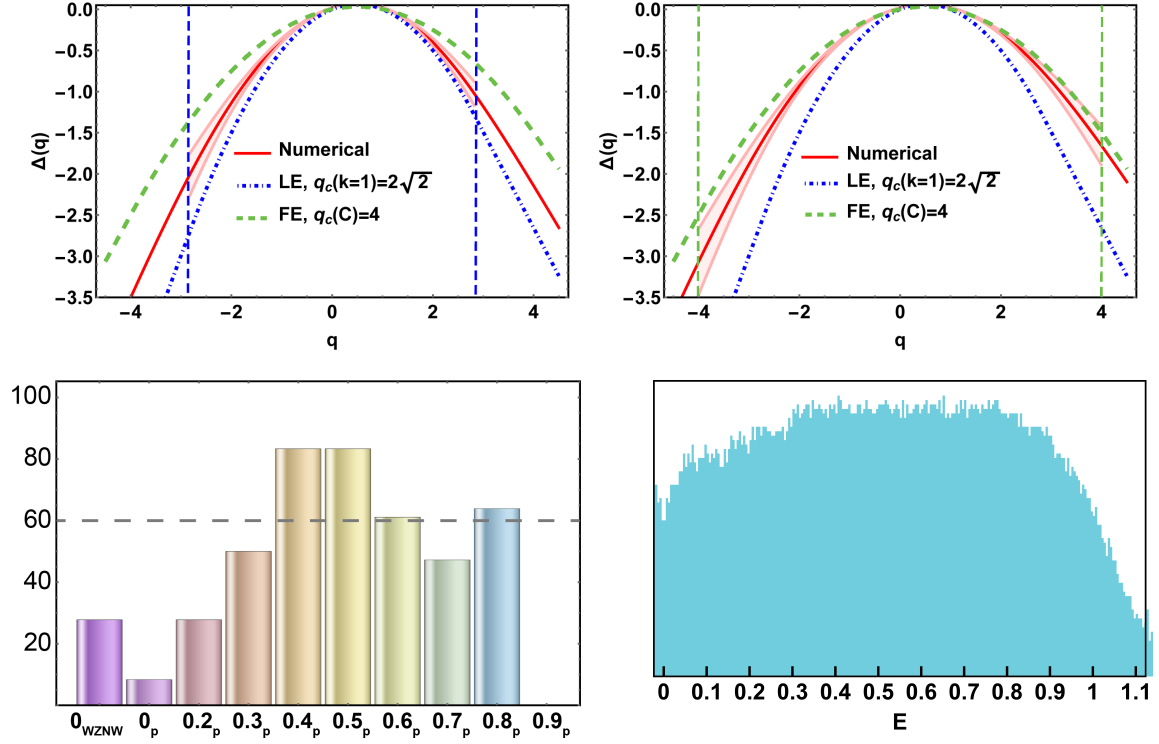 0.0
−0.5
−1.0
−1.5
−2.0
−2.5
−3.0
−3.5
Δ(q)
Numerical
LE, q_c(k=1)=2√2
FE, q_c(C)=4
−4 −2 0 2 4
q
0.0
−0.5
−1.0
−1.5
−2.0
−2.5
−3.0
−3.5
Δ(q)
Numerical
LE, q_c(k=1)=2√2
FE, q_c(C)=4
−4 −2 0 2 4
q
100
80
60
40
20
0_WZNW 0_p 0.2_p 0.3_p 0.4_p 0.5_p 0.6_p 0.7_p 0.8_p 0.9_p
0 0.1 0.2 0.3 0.4 0.5 0.6 0.7 0.8 0.9 1 1.1
E